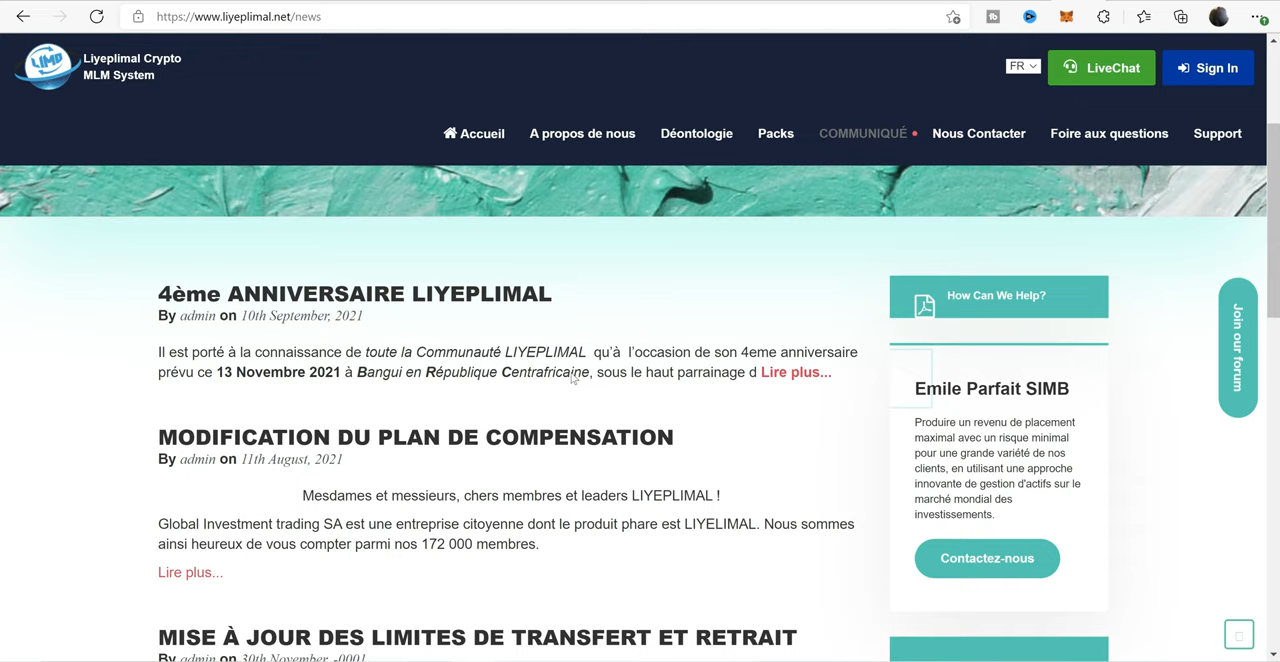 https://www.liyeplimal.net/news
LIMP
Liyeplimal Crypto
MLM System
FR
LiveChat
Sign In
Accueil
A propos de nous
Déontologie
Packs
COMMUNIQUÉ
Nous Contacter
Foire aux questions
Support
4ème ANNIVERSAIRE LIYEPLIMAL
By admin on 10th September, 2021
Il est porté à la connaissance de toute la Communauté LIYEPLIMAL qu'à l'occasion de son 4eme anniversaire
prévu ce 13 Novembre 2021 à Bangui en République Centrafricaine, sous le haut parrainage d Lire plus...
MODIFICATION DU PLAN DE COMPENSATION
By admin on 11th August, 2021
Mesdames et messieurs, chers membres et leaders LIYEPLIMAL !
Global Investment trading SA est une entreprise citoyenne dont le produit phare est LIYELIMAL. Nous sommes
ainsi heureux de vous compter parmi nos 172 000 membres.
Lire plus...
MISE À JOUR DES LIMITES DE TRANSFERT ET RETRAIT
By admin on 30th November, -0001
How Can We Help?
Emile Parfait SIMB
Produire un revenu de placement
maximal avec un risque minimal
pour une grande variété de nos
clients, en utilisant une approche
innovante de gestion d'actifs sur le
marché mondial des
investissements.
Contactez-nous
Join our forum